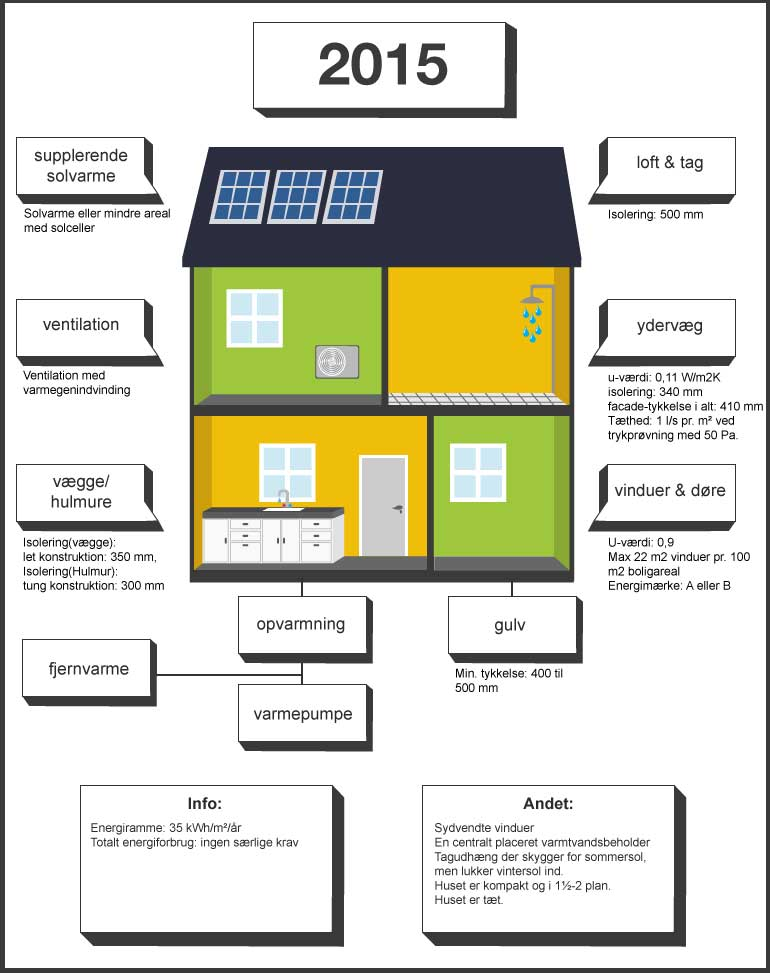 2015
supplerende
solvarme
Solvarme eller mindre areal
med solceller
loft & tag
Isolering: 500 mm
ventilation
Ventilation med
varmegenindvinding
ydervæg
u-værdi: 0,11 W/m2K
isolering: 340 mm
facade-tykkelse i alt: 410 mm
Tæthed: 1 l/s pr. m² ved
trykprøvning med 50 Pa.
vægge/
hulmure
Isolering(vægge):
let konstruktion: 350 mm,
Isolering(Hulmur):
tung konstruktion: 300 mm
vinduer & døre
U-værdi: 0,9
Max 22 m2 vinduer pr. 100
m2 boligareal
Energimærke: A eller B
opvarmning
gulv
Min. tykkelse: 400 til
500 mm
fjernvarme
varmepumpe
Info:
Energiramme: 35 kWh/m²/år
Totalt energiforbrug: ingen særlige krav
Andet:
Sydvendte vinduer
En centralt placeret varmtvandsbeholder
Tagudhæng der skygger for sommersol,
men lukker vintersol ind.
Huset er kompakt og i 1½-2 plan.
Huset er tæt.